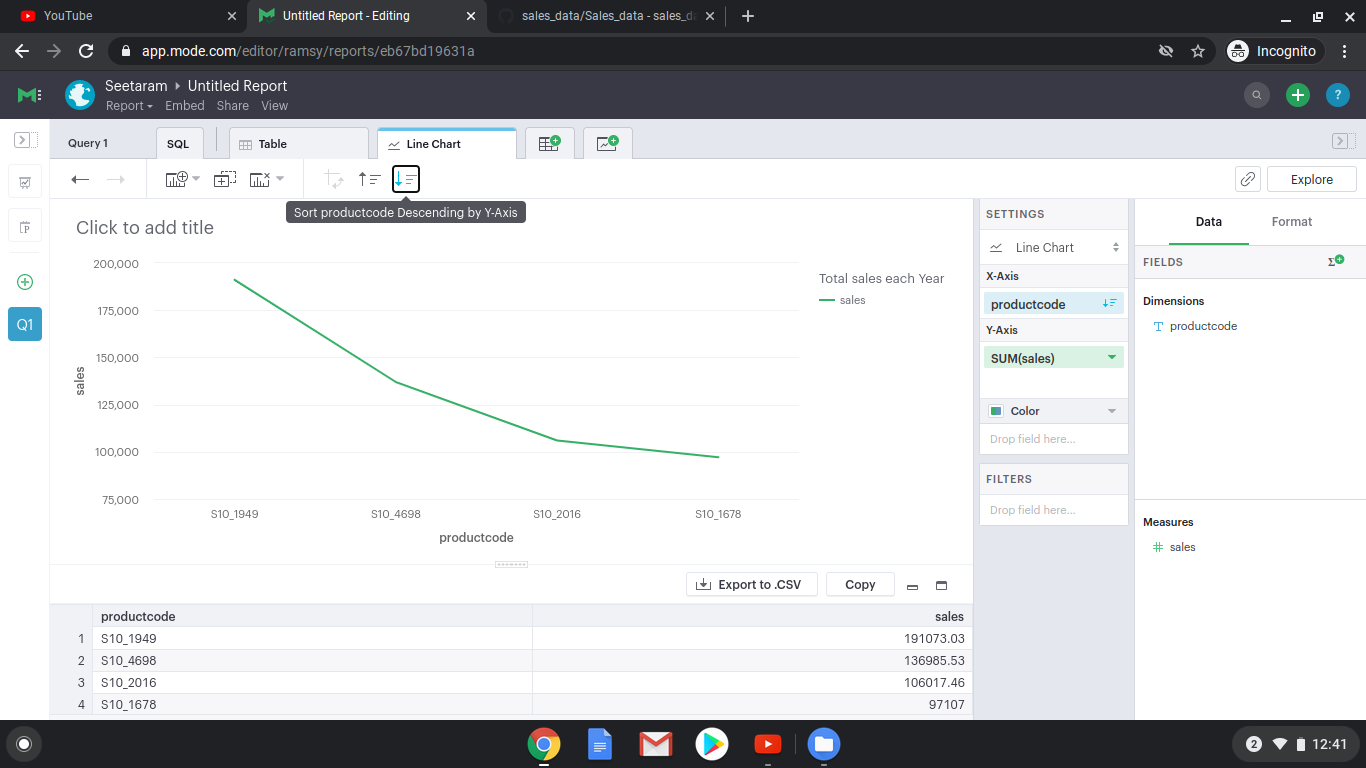 YouTube
Untitled Report - Editing
sales_data/Sales_data - sales_da
app.mode.com/editor/ramsy/reports/eb67bd19631a
Incognito
Seetaram › Untitled Report
Report Embed Share View
?
Query 1
SQL
Table
Line Chart
Explore
Sort productcode Descending by Y-Axis
Click to add title
200,000
175,000
150,000
125,000
100,000
75,000
sales
S10_1949 S10_4698 S10_2016 S10_1678
productcode
Total sales each Year
sales
P
Q1
SETTINGS
Line Chart
X-Axis
productcode
Y-Axis
SUM(sales)
Color
Drop field here...
FILTERS
Drop field here...
Data Format
FIELDS
Σ
Dimensions
T productcode
Measures
# sales
Export to .CSV
Copy
productcode sales
1 S10_1949 191073.03
2 S10_4698 136985.53
3 S10_2016 106017.46
4 S10_1678 97107
2 12:41